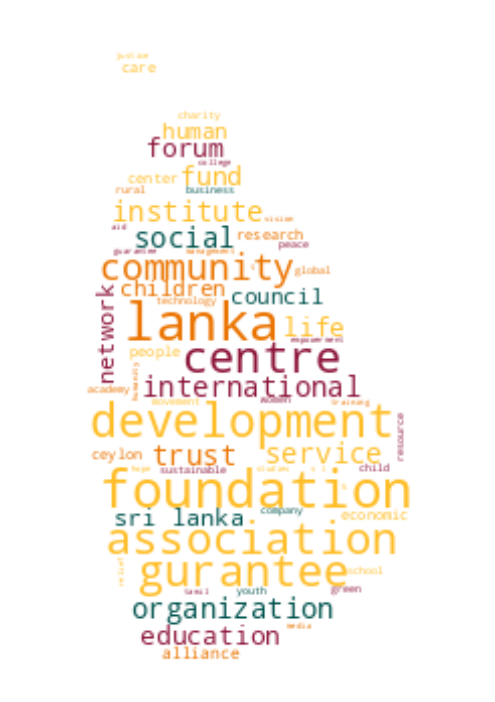 justice
care
charity
human
forum
college
center fund
rural business
institute vision
aid
social research
guarantee management peace
community global
children
technology council
network
lanka life
empowerment
people centre
humanity
international
academy
movement women training
development
resource
ceylon trust service
hope sustainable studies child
foundation
company
sri lanka economic
association
relief
gurantee school
tamil youth green
organization
media
education
alliance